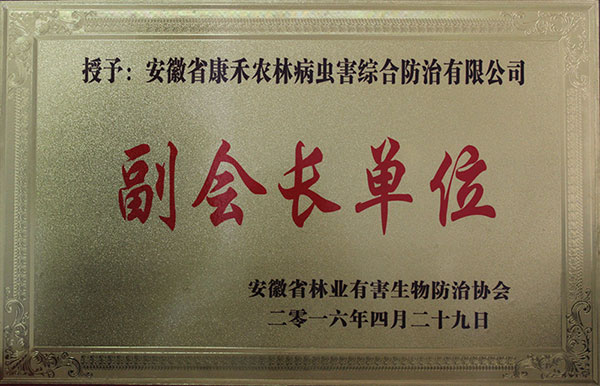 授予：安徽省康禾农林病虫害综合防治有限公司
副会长单位
安徽省林业有害生物防治协会
二零一六年四月二十九日